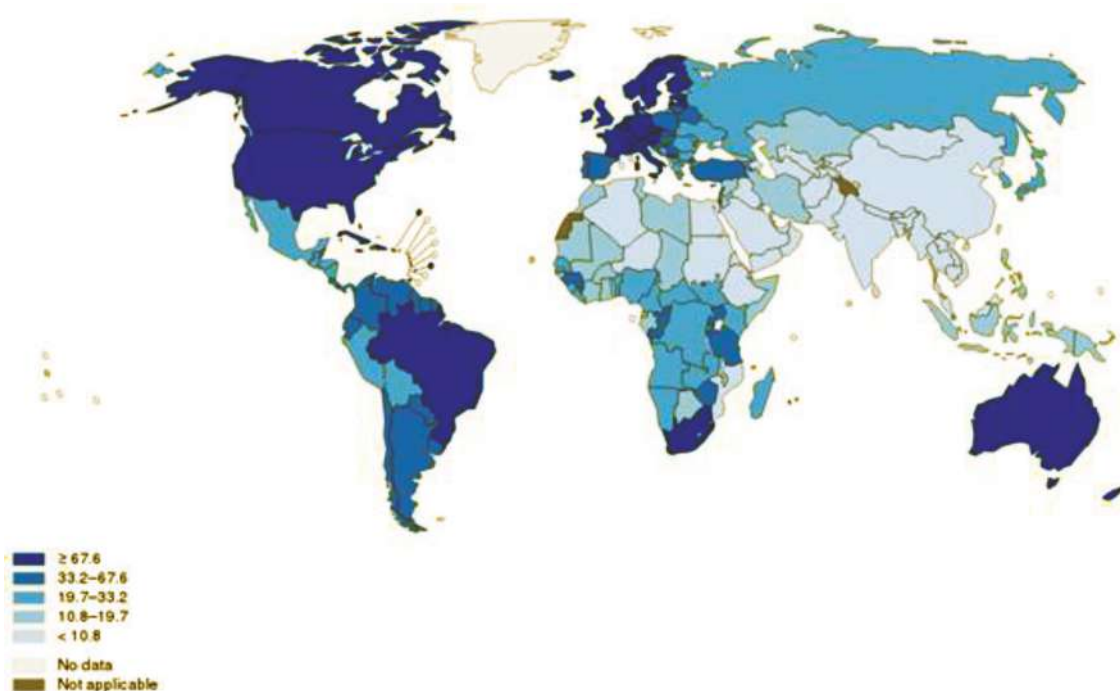 ≥ 67.6
33.2–67.6
19.7–33.2
10.8–19.7
< 10.8
No data
Not applicable